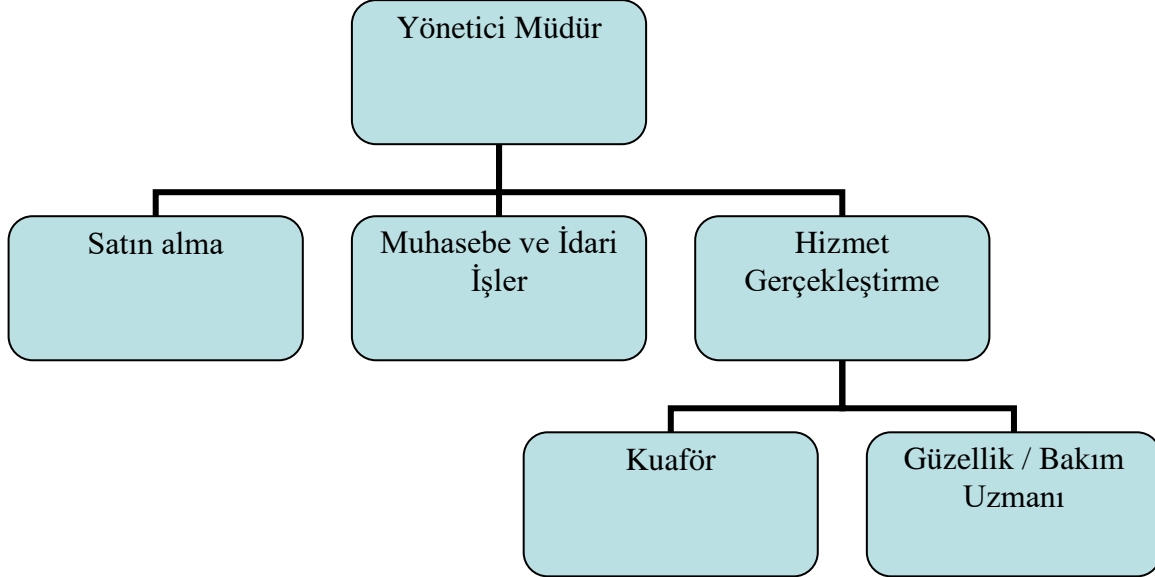 Yönetici Müdür
Satın alma
Muhasebe ve İdari
İşler
Hizmet
Gerçekleştirme
Kuaför
Güzellik / Bakım
Uzmanı